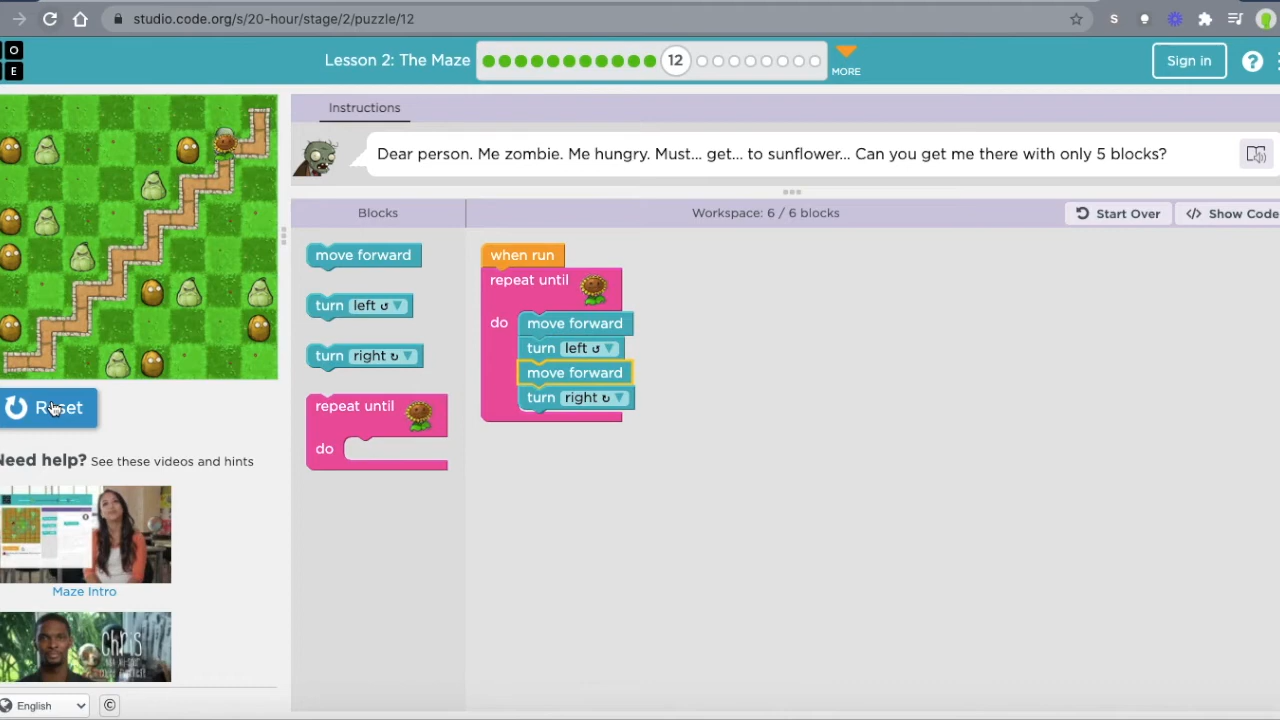 studio.code.org/s/20-hour/stage/2/puzzle/12
S
O
E
Lesson 2: The Maze
12
MORE
Sign in
?
Instructions
Dear person. Me zombie. Me hungry. Must... get... to sunflower... Can you get me there with only 5 blocks?
Blocks
Workspace: 6 / 6 blocks
Start Over
</> Show Code
move forward
turn left ↺ ▼
turn right ↻ ▼
repeat until
do
when run
repeat until
do
move forward
turn left ↺ ▼
move forward
turn right ↻ ▼
Reset
Need help? See these videos and hints
Maze Intro
CHRIS
English
©